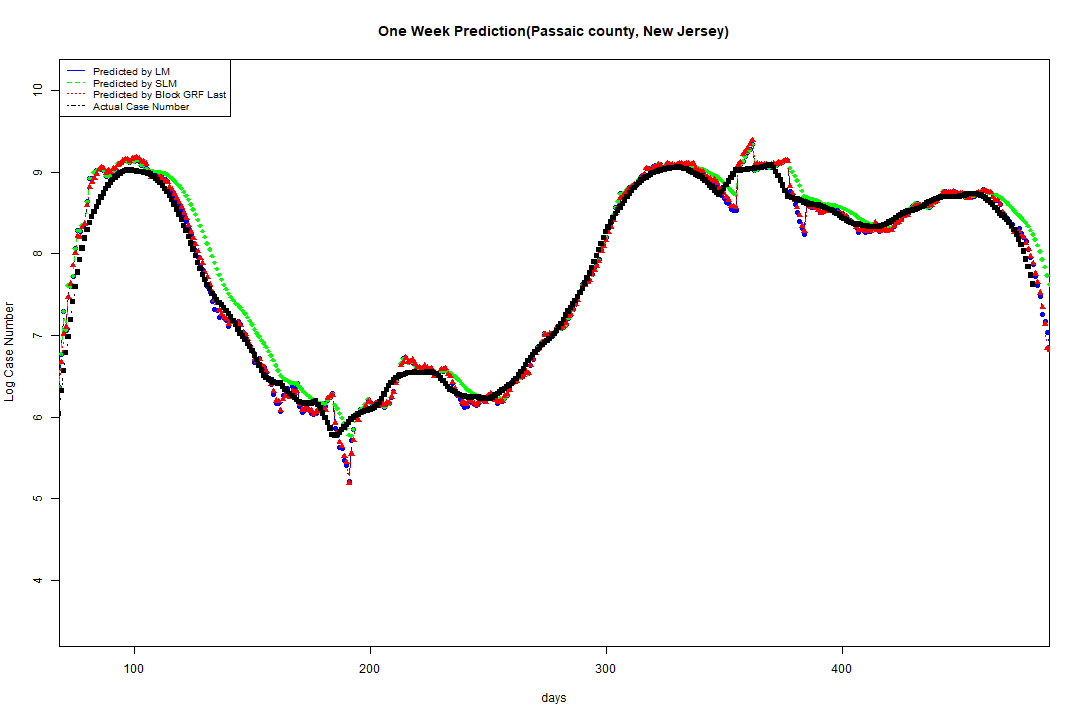 One Week Prediction(Passaic county, New Jersey)
Predicted by LM
Predicted by SLM
Predicted by Block GRF Last
Actual Case Number
10
9
8
7
6
5
4
Log Case Number
100 200 300 400
days